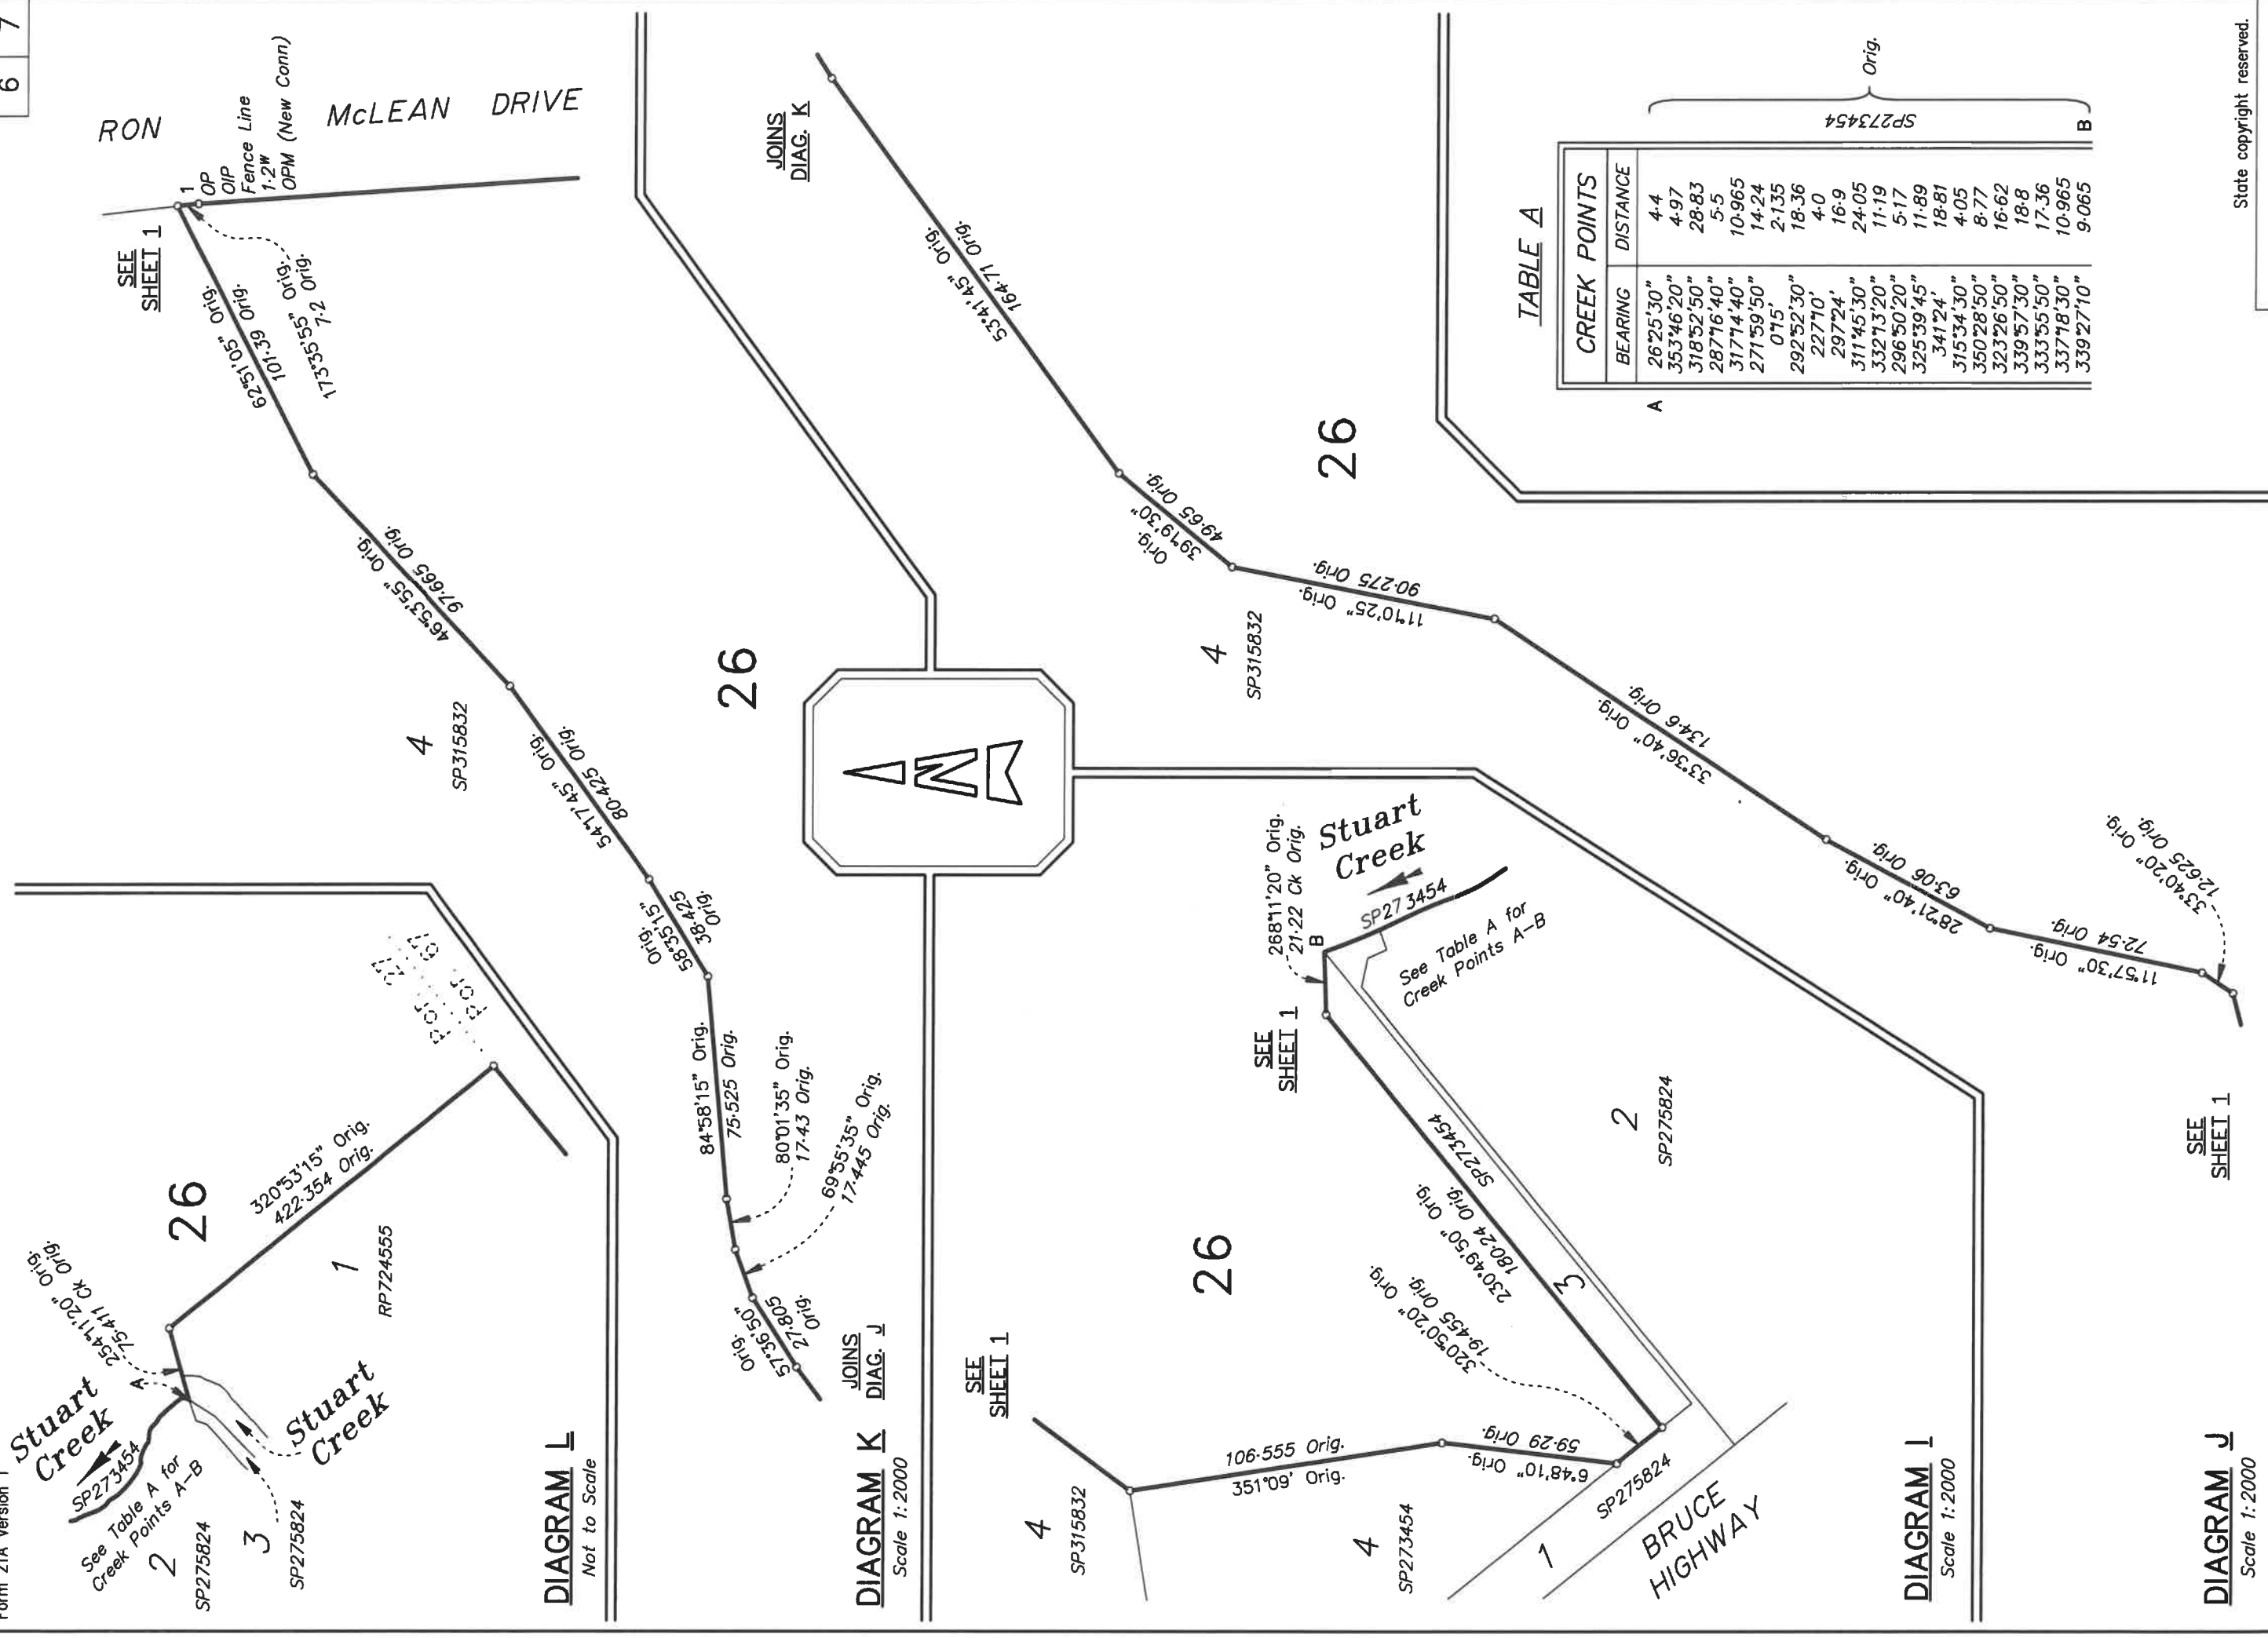 6 7
Form 21A Version 1
Stuart
Creek
SP273454
See Table A for
Creek Points A-B
2
SP275824
3
SP275824
A
254°11'20" Orig.
75·411 Ck Orig.
Stuart
Creek
26
320°53'15" Orig.
422·354 Orig.
1
RP724555
Por 27
Por 67
DIAGRAM L
Not to Scale
RON McLEAN DRIVE
SEE
SHEET 1
1
OP
OIP
Fence Line
1·2W
OPM (New Conn)
62°51'05" Orig.
101·39 Orig.
173°35'55" Orig.
7·2 Orig.
46°53'55" Orig.
97·665 Orig.
4
SP315832
54°17'45" Orig.
80·425 Orig.
26
Orig.
58°35'15"
38·425
Orig.
84°58'15" Orig.
75·525 Orig.
80°01'35" Orig.
17·43 Orig.
69°55'35" Orig.
17·445 Orig.
Orig.
57°36'50"
27·805
Orig.
JOINS
DIAG. J
DIAGRAM K
Scale 1:2000
N
SEE
SHEET 1
4
SP315832
106·555 Orig.
351°09' Orig.
4
SP273454
59·29 Orig.
6°48'10" Orig.
26
320°50'20" Orig.
19·455 Orig.
230°49'50" Orig.
180·24 Orig.
SP273454
3
SEE
SHEET 1
268°11'20" Orig.
21·22 Ck Orig.
B
Stuart
Creek
SP273454
See Table A for
Creek Points A-B
2
SP275824
SP275824
1
BRUCE
HIGHWAY
DIAGRAM I
Scale 1:2000
JOINS
DIAG. K
53°41'45" Orig.
164·71 Orig.
Orig.
39°19'30"
49·65 Orig.
4
SP315832
11°10'25" Orig.
90·275 Orig.
26
33°36'40" Orig.
134·6 Orig.
28°21'40" Orig.
63·06 Orig.
11°57'30" Orig.
72·54 Orig.
33°40'20" Orig.
12·625 Orig.
SEE
SHEET 1
DIAGRAM J
Scale 1:2000
TABLE A
CREEK POINTS
BEARING DISTANCE
A 26°25'30" 4·4
353°46'20" 4·97
318°52'50" 28·83
287°16'40" 5·5
317°14'40" 10·965
271°59'50" 14·24
0°15' 2·135
292°52'30" 18·36
227°10' 4·0
297°24' 16·9
311°45'30" 24·05
332°13'20" 11·19
296°50'20" 5·17
325°39'45" 11·89
341°24' 18·81
315°34'30" 4·05
350°28'50" 8·77
323°26'50" 16·62
339°57'30" 18·8
333°55'50" 17·36
337°18'30" 10·965
339°27'10" 9·065 B
SP273454
Orig.
State copyright reserved.